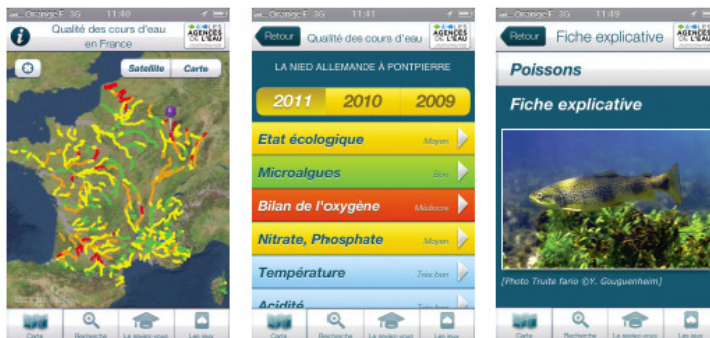 Orange F 3G 11:40
Qualité des cours d'eau
en France
LES
AGENCES
DE L'EAU
Satellite Carte
Carte Recherche Le saviez-vous Les jeux
Orange F 3G 11:41
Retour Qualité des cours d'eau
LES
AGENCES
DE L'EAU
LA NIED ALLEMANDE À PONTPIERRE
2011 2010 2009
Etat écologique Moyen
Microalgues Bon
Bilan de l'oxygène Médiocre
Nitrate, Phosphate Moyen
Température Très bon
Acidité Très bon
Carte Recherche Le saviez-vous Les jeux
Orange F 3G 11:49
Retour Fiche explicative
LES
AGENCES
DE L'EAU
Poissons
Fiche explicative
[Photo Truite fario ©Y. Gouguenheim]
Carte Recherche Le saviez-vous Les jeux